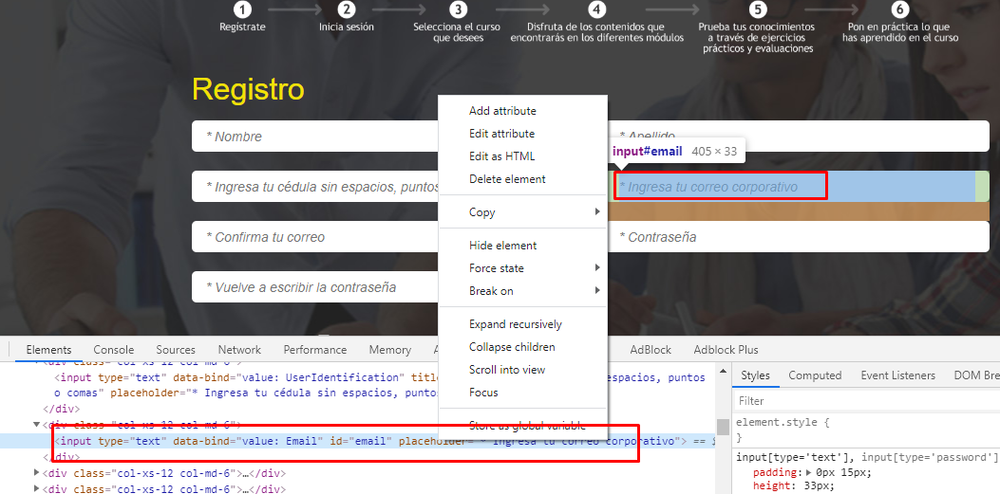 1 2 3 4 5 6
Regístrate Inicia sesión Selecciona el curso Disfruta de los contenidos que Prueba tus conocimientos Pon en práctica lo que
que desees encontrarás en los diferentes módulos a través de ejercicios has aprendido en el curso
prácticos y evaluaciones
Registro
* Nombre
* Apellido
input#email 405 × 33
* Ingresa tu cédula sin espacios, puntos
* Ingresa tu correo corporativo
* Confirma tu correo
* Contraseña
* Vuelve a escribir la contraseña
Add attribute
Edit attribute
Edit as HTML
Delete element
Copy
Hide element
Force state
Break on
Expand recursively
Collapse children
Scroll into view
Focus
Store as global variable
Elements Console Sources Network Performance Memory AdBlock Adblock Plus
<div class="col-xs-12 col-md-6">
<input type="text" data-bind="value: UserIdentification" espacios, puntos
o comas" placeholder="* Ingresa tu cédula sin espacios, punt
</div>
<div class="col-xs-12 col-md-6">
<input type="text" data-bind="value: Email" id="email" placeholder="* Ingresa tu correo corporativo"> ==
</div>
<div class="col-xs-12 col-md-6">…</div>
<div class="col-xs-12 col-md-6">…</div>
Styles Computed Event Listeners DOM Bre
Filter
element.style {
}
input[type='text'], input[type='password']
padding: 0px 15px;
height: 33px;